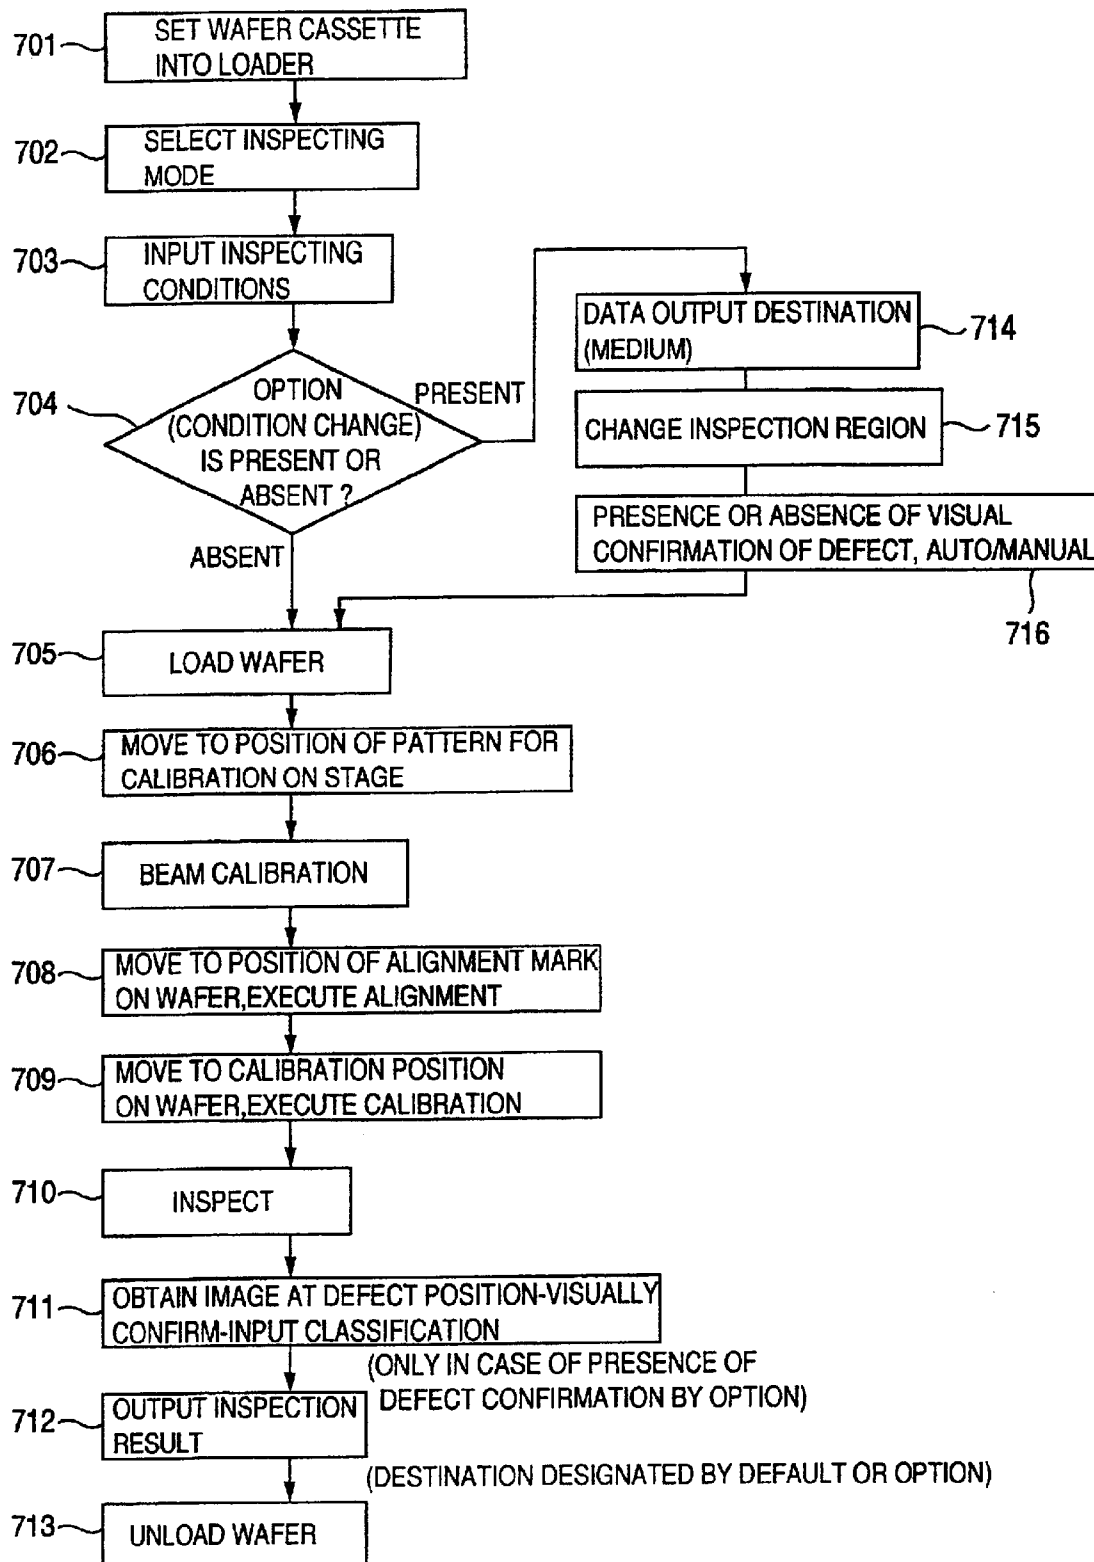 701
SET WAFER CASSETTE
INTO LOADER
702
SELECT INSPECTING
MODE
703
INPUT INSPECTING
CONDITIONS
704
OPTION
(CONDITION CHANGE)
IS PRESENT OR
ABSENT ?
PRESENT
ABSENT
DATA OUTPUT DESTINATION
(MEDIUM)
714
CHANGE INSPECTION REGION
715
PRESENCE OR ABSENCE OF VISUAL
CONFIRMATION OF DEFECT, AUTO/MANUAL
716
705
LOAD WAFER
706
MOVE TO POSITION OF PATTERN FOR
CALIBRATION ON STAGE
707
BEAM CALIBRATION
708
MOVE TO POSITION OF ALIGNMENT MARK
ON WAFER,EXECUTE ALIGNMENT
709
MOVE TO CALIBRATION POSITION
ON WAFER,EXECUTE CALIBRATION
710
INSPECT
711
OBTAIN IMAGE AT DEFECT POSITION-VISUALLY
CONFIRM-INPUT CLASSIFICATION
(ONLY IN CASE OF PRESENCE OF
DEFECT CONFIRMATION BY OPTION)
712
OUTPUT INSPECTION
RESULT
(DESTINATION DESIGNATED BY DEFAULT OR OPTION)
713
UNLOAD WAFER